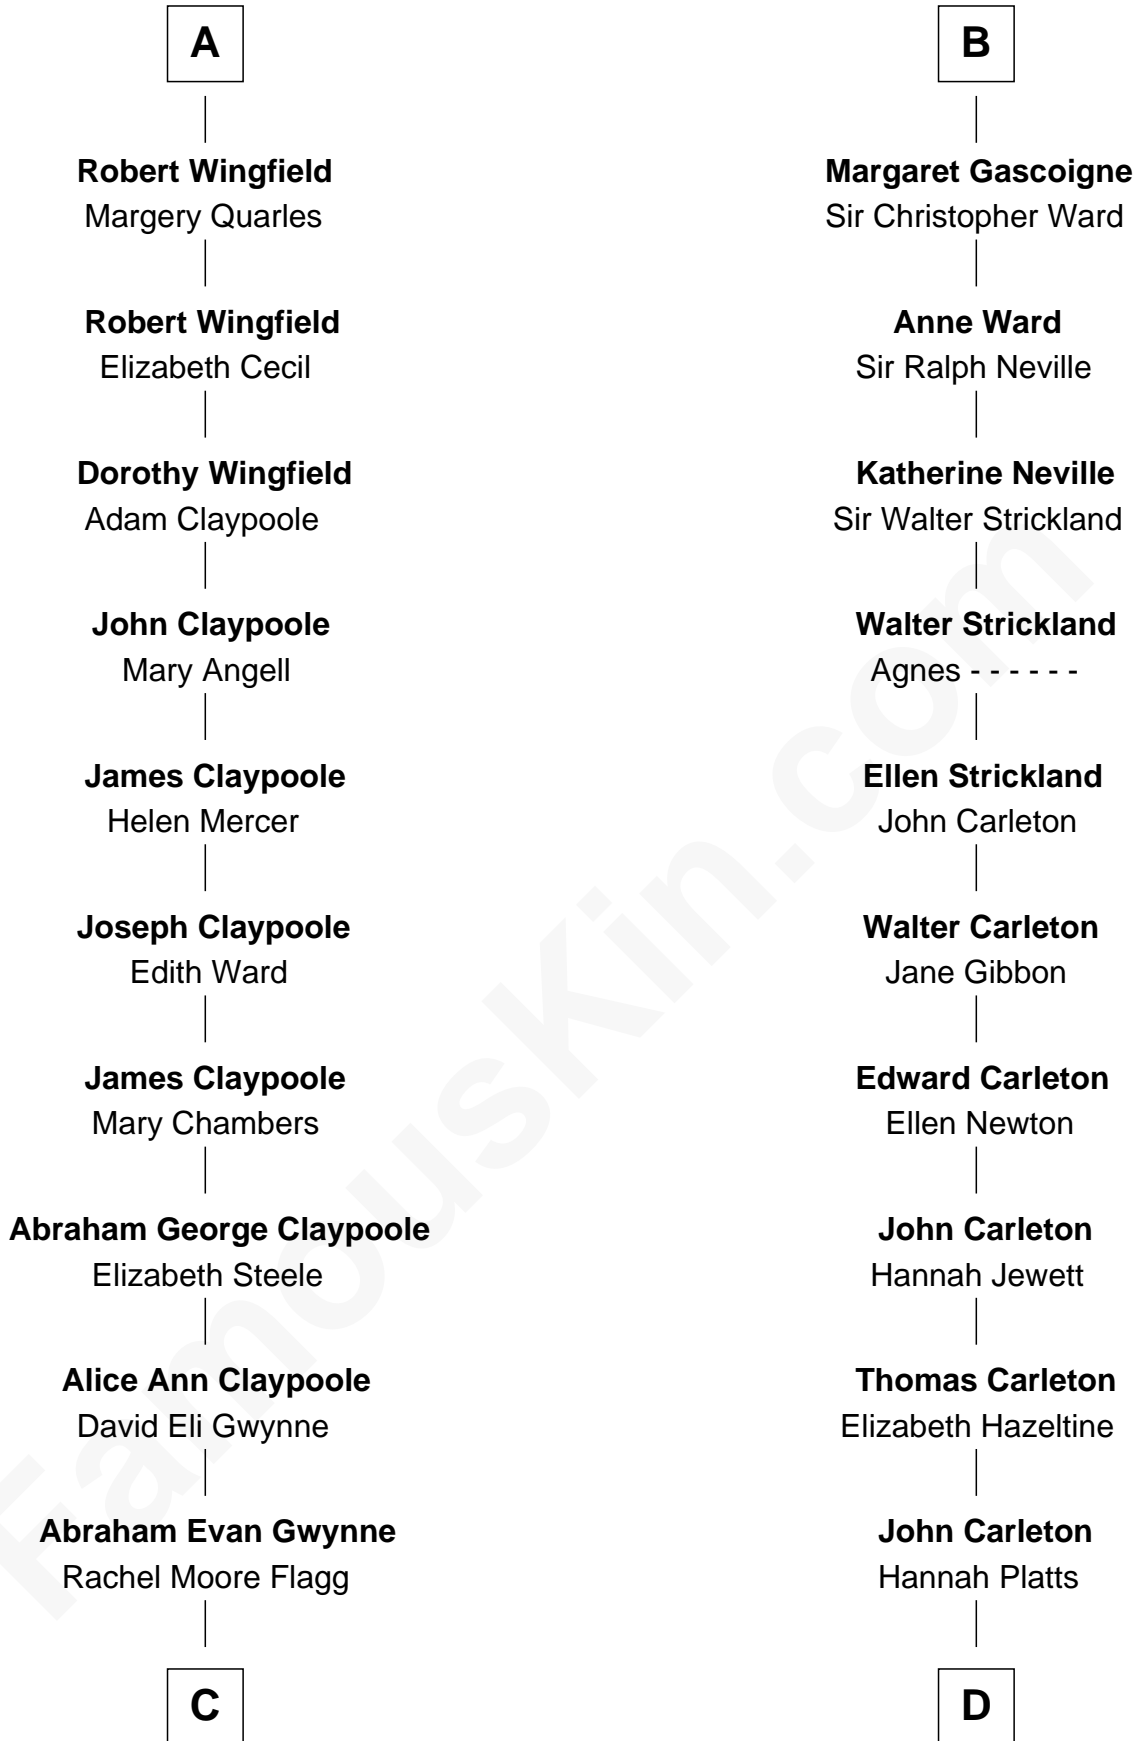 A
Robert Wingfield
Margery Quarles
Robert Wingfield
Elizabeth Cecil
Dorothy Wingfield
Adam Claypoole
John Claypoole
Mary Angell
James Claypoole
Helen Mercer
Joseph Claypoole
Edith Ward
James Claypoole
Mary Chambers
Abraham George Claypoole
Elizabeth Steele
Alice Ann Claypoole
David Eli Gwynne
Abraham Evan Gwynne
Rachel Moore Flagg
C
B
Margaret Gascoigne
Sir Christopher Ward
Anne Ward
Sir Ralph Neville
Katherine Neville
Sir Walter Strickland
Walter Strickland
Agnes - - - - - -
Ellen Strickland
John Carleton
Walter Carleton
Jane Gibbon
Edward Carleton
Ellen Newton
John Carleton
Hannah Jewett
Thomas Carleton
Elizabeth Hazeltine
John Carleton
Hannah Platts
D
FamousKin.com